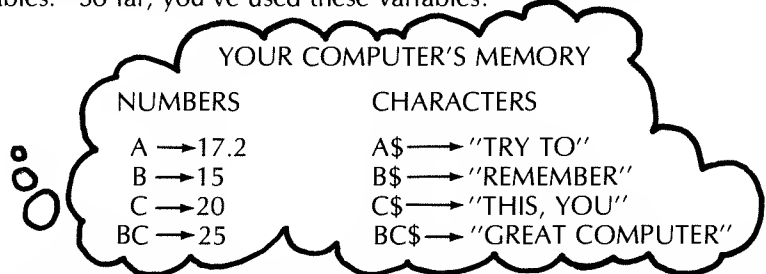 So far, you've used these variables:
YOUR COMPUTER'S MEMORY
NUMBERS CHARACTERS
A → 17.2 A$ → "TRY TO"
B → 15 B$ → "REMEMBER"
C → 20 C$ → "THIS, YOU"
BC → 25 BC$ → "GREAT COMPUTER"